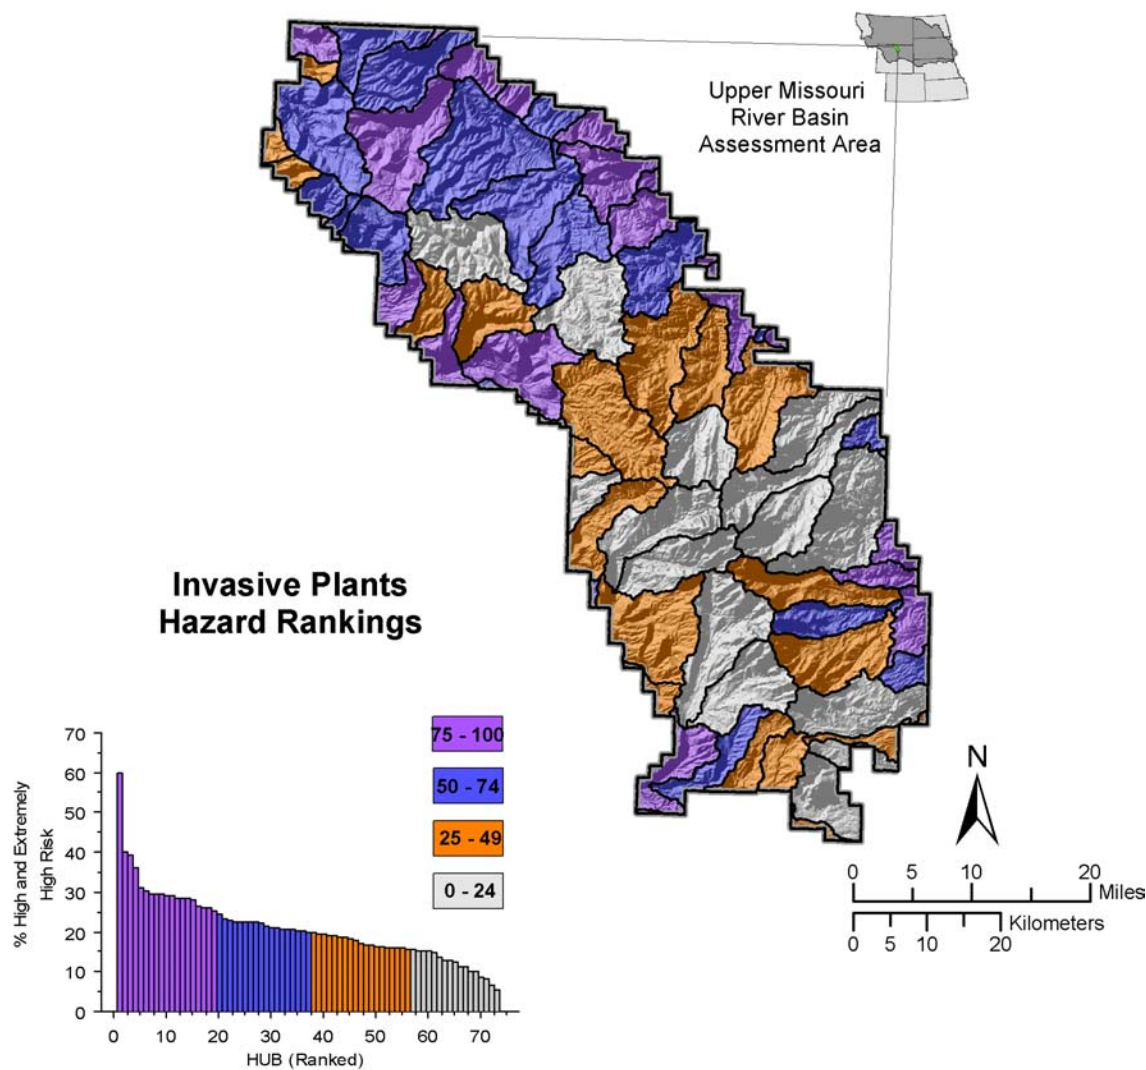 Upper Missouri
River Basin
Assessment Area
Invasive Plants
Hazard Rankings
75 - 100
50 - 74
25 - 49
0 - 24
70
60
50
40
30
20
10
0
% High and Extremely
High Risk
0 10 20 30 40 50 60 70
HUB (Ranked)
N
0 5 10 20
Miles
Kilometers
0 5 10 20